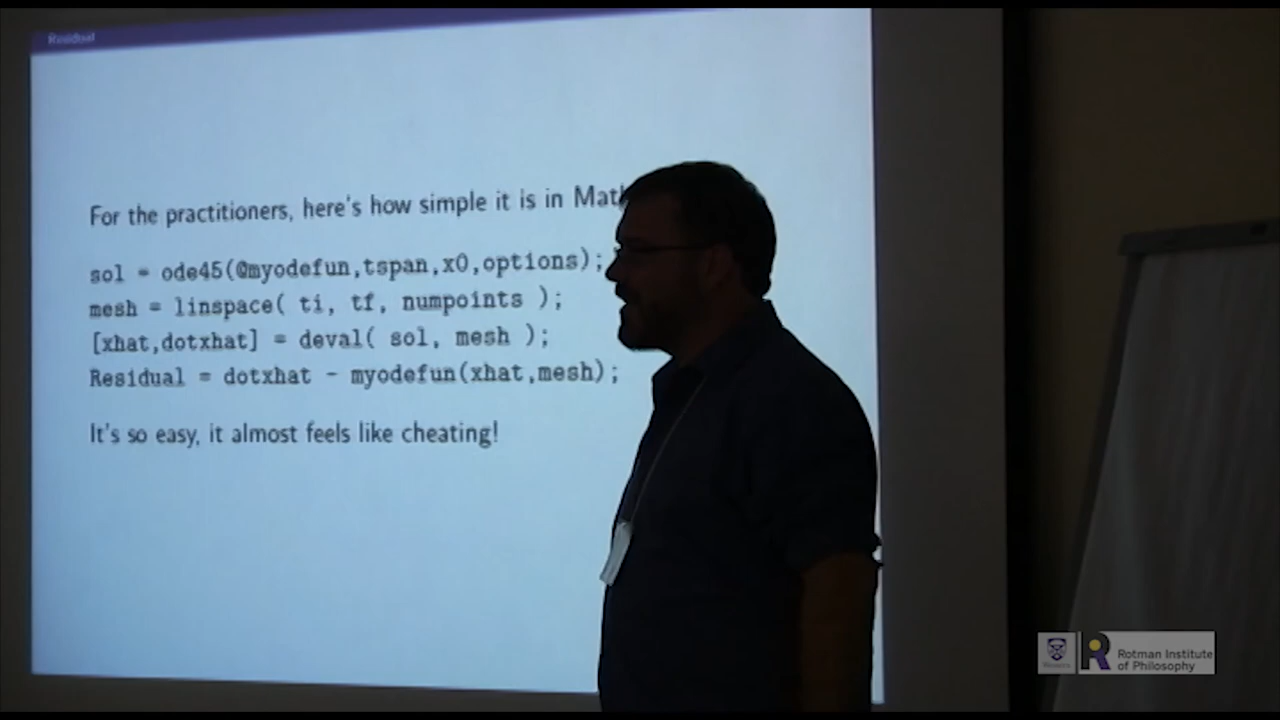 Residual
For the practitioners, here's how simple it is in Matl
sol = ode45(@myodefun,tspan,x0,options);
mesh = linspace( ti, tf, numpoints );
[xhat,dotxhat] = deval( sol, mesh );
Residual = dotxhat - myodefun(xhat,mesh);
It's so easy, it almost feels like cheating!
Rotman Institute
of Philosophy